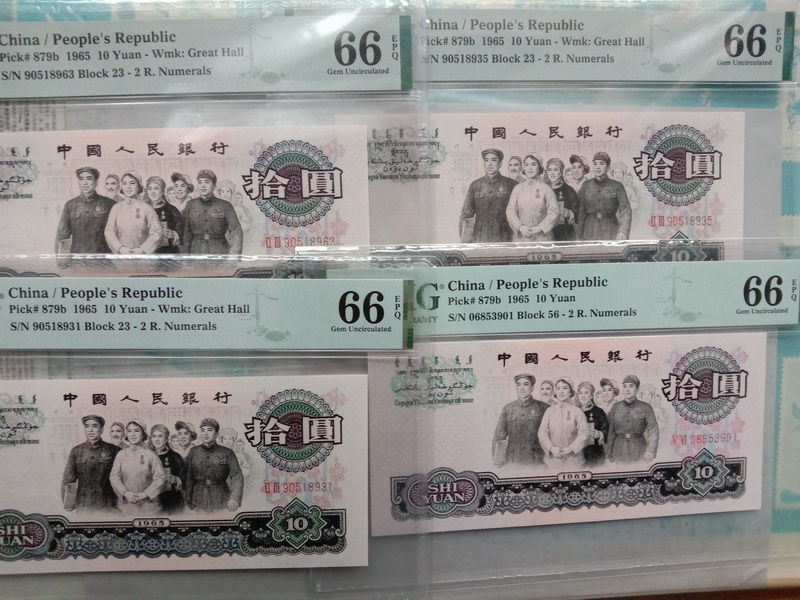 China / People's Republic
Pick# 879b 1965 10 Yuan - Wmk: Great Hall
S/N 90518963 Block 23 - 2 R. Numerals
66
EPQ
Gem Uncirculated
中國人民銀行
拾圓
ⅡⅢ 90518963
China / People's Republic
Pick# 879b 1965 10 Yuan - Wmk: Great Hall
S/N 90518935 Block 23 - 2 R. Numerals
66
EPQ
Gem Uncirculated
中國人民銀行
拾圓
ⅡⅢ 90518935
1965
10
China / People's Republic
Pick# 879b 1965 10 Yuan - Wmk: Great Hall
S/N 90518931 Block 23 - 2 R. Numerals
66
EPQ
Gem Uncirculated
中國人民銀行
拾圓
ⅡⅢ 90518931
1965
SHI
YUAN
10
G
China / People's Republic
Pick# 879b 1965 10 Yuan
S/N 06853901 Block 56 - 2 R. Numerals
66
EPQ
Gem Uncirculated
中國人民銀行
拾圓
ⅤⅥ 06853901
1965
SHI
YUAN
10